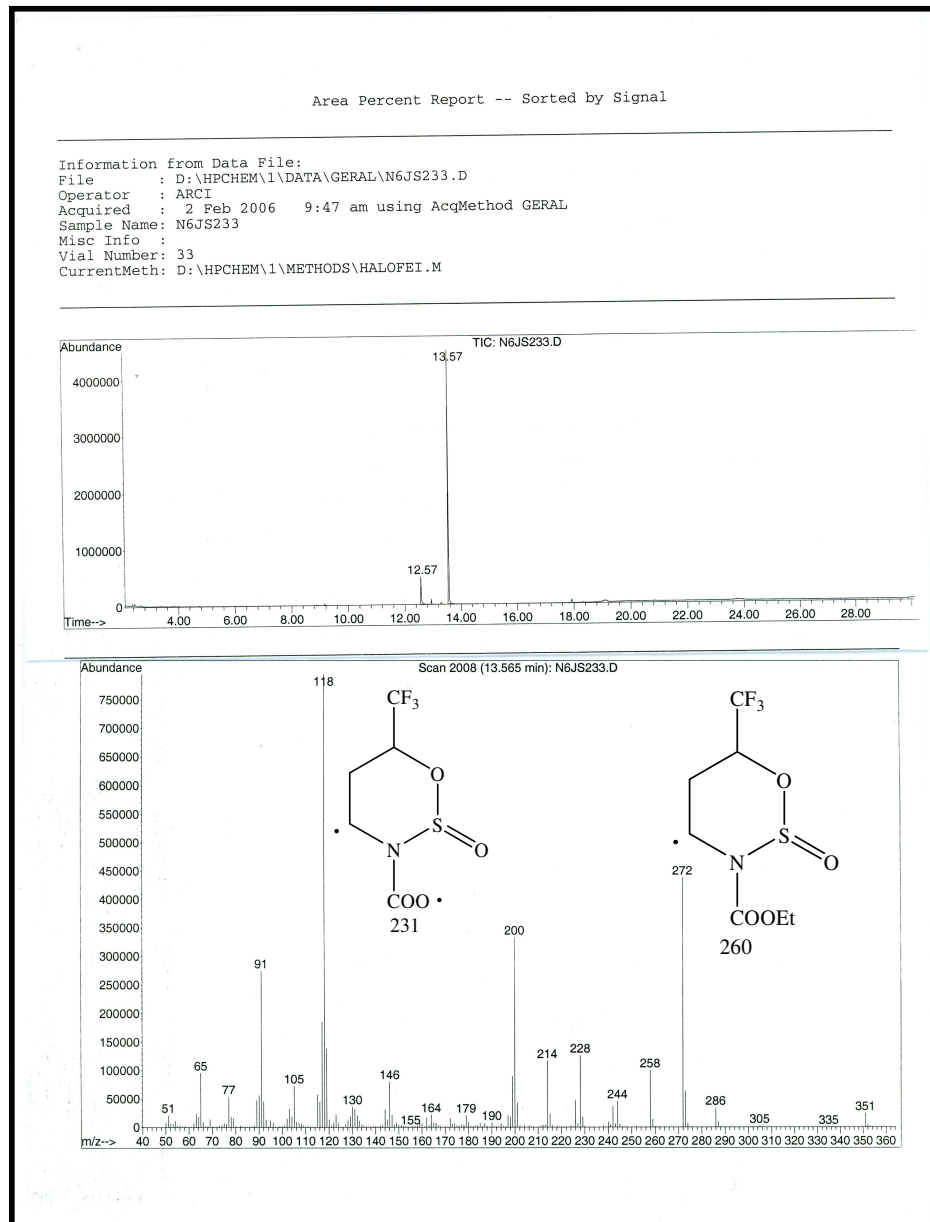 Area Percent Report -- Sorted by Signal
Information from Data File:
File : D:\HPCHEM\1\DATA\GERAL\N6JS233.D
Operator : ARCI
Acquired : 2 Feb 2006 9:47 am using AcqMethod GERAL
Sample Name: N6JS233
Misc Info :
Vial Number: 33
CurrentMeth: D:\HPCHEM\1\METHODS\HALOFEI.M
Abundance
TIC: N6JS233.D
13.57
4000000
3000000
2000000
1000000
12.57
0
Time-->
4.00 6.00 8.00 10.00 12.00 14.00 16.00 18.00 20.00 22.00 24.00 26.00 28.00
Abundance
Scan 2008 (13.565 min): N6JS233.D
118
750000
700000
650000
600000
550000
500000
450000
400000
350000
300000
250000
200000
150000
100000
50000
0
CF3
O
S
O
N
COO •
231
CF3
O
S
O
N
COOEt
260
272
200
91
65
51
77
105
130
146
155
164
179
190
214
228
244
258
286
305
335
351
m/z-->
40 50 60 70 80 90 100 110 120 130 140 150 160 170 180 190 200 210 220 230 240 250 260 270 280 290 300 310 320 330 340 350 360